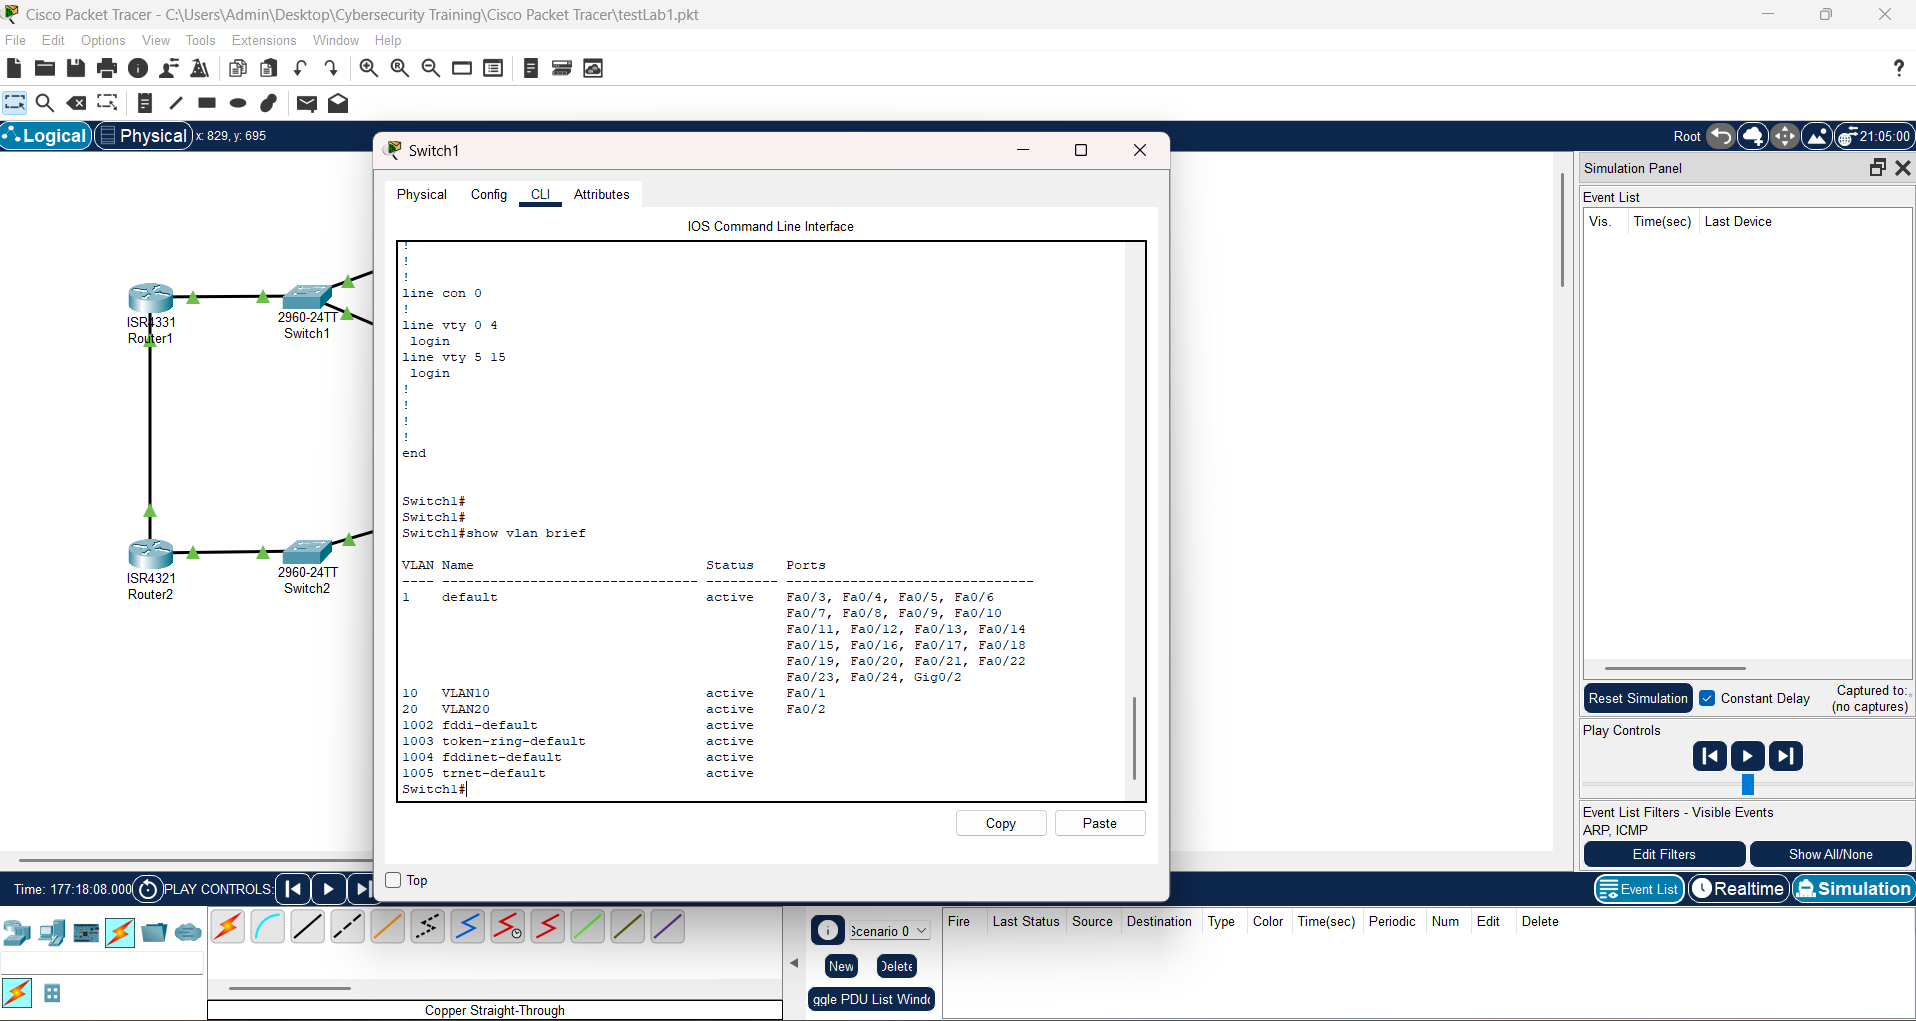 Cisco Packet Tracer - C:\Users\Admin\Desktop\Cybersecurity Training\Cisco Packet Tracer\testLab1.pkt
File Edit Options View Tools Extensions Window Help
Logical Physical x: 829, y: 695
Root 21:05:00
ISR4331
Router1
2960-24TT
Switch1
ISR4321
Router2
2960-24TT
Switch2
Switch1
Physical Config CLI Attributes
IOS Command Line Interface
!
!
!
line con 0
!
line vty 0 4
login
line vty 5 15
login
!
!
!
!
end
Switch1#
Switch1#
Switch1#show vlan brief
VLAN Name Status Ports
---- -------------------------------- --------- -------------------------------
1 default active Fa0/3, Fa0/4, Fa0/5, Fa0/6
Fa0/7, Fa0/8, Fa0/9, Fa0/10
Fa0/11, Fa0/12, Fa0/13, Fa0/14
Fa0/15, Fa0/16, Fa0/17, Fa0/18
Fa0/19, Fa0/20, Fa0/21, Fa0/22
Fa0/23, Fa0/24, Gig0/2
10 VLAN10 active Fa0/1
20 VLAN20 active Fa0/2
1002 fddi-default active
1003 token-ring-default active
1004 fddinet-default active
1005 trnet-default active
Switch1#
Copy Paste
Top
Simulation Panel
Event List
Vis. Time(sec) Last Device
Reset Simulation Constant Delay Captured to:
(no captures)
Play Controls
Event List Filters - Visible Events
ARP, ICMP
Edit Filters Show All/None
Time: 177:18:08.000 PLAY CONTROLS:
Event List Realtime Simulation
Scenario 0
New Delete
ggle PDU List Wind
Copper Straight-Through
Fire Last Status Source Destination Type Color Time(sec) Periodic Num Edit Delete